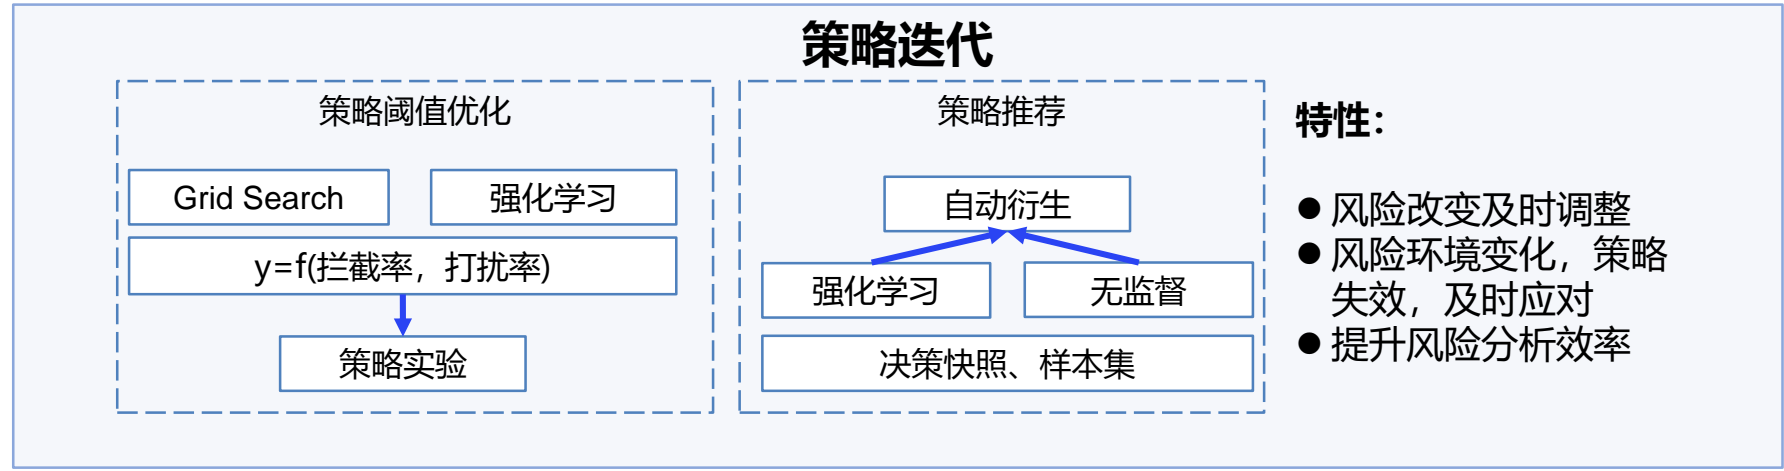 策略迭代
策略阈值优化
Grid Search
强化学习
y=f(拦截率，打扰率)
策略实验
策略推荐
自动衍生
强化学习
无监督
决策快照、样本集
特性：
●风险改变及时调整
●风险环境变化，策略
失效，及时应对
●提升风险分析效率